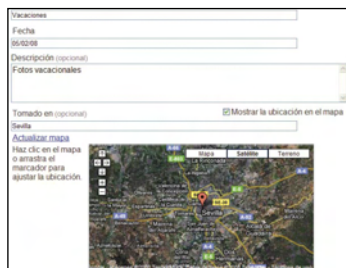 Vacaciones
Fecha
05/02/08
Descripción (opcional)
Fotos vacacionales
Tomado en (opcional)
Mostrar la ubicación en el mapa
Sevilla
Actualizar mapa
Haz clic en el mapa
o arrastra el
marcador para
ajustar la ubicación.
Mapa
Satélite
Terreno
Sevilla